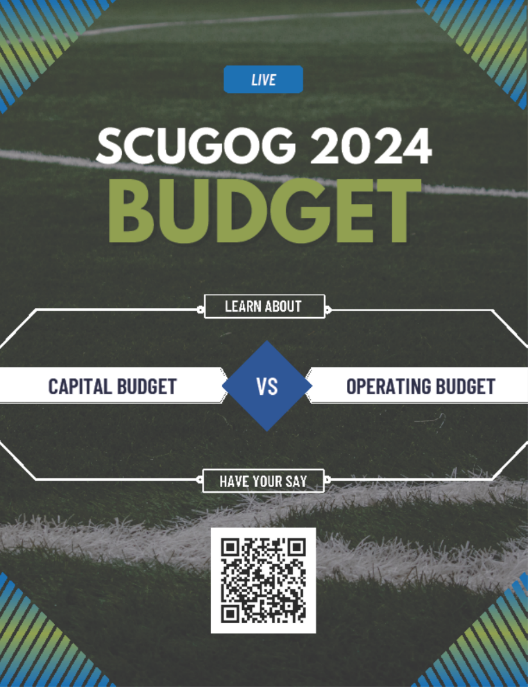 LIVE
SCUGOG 2024
BUDGET
LEARN ABOUT
CAPITAL BUDGET VS OPERATING BUDGET
HAVE YOUR SAY